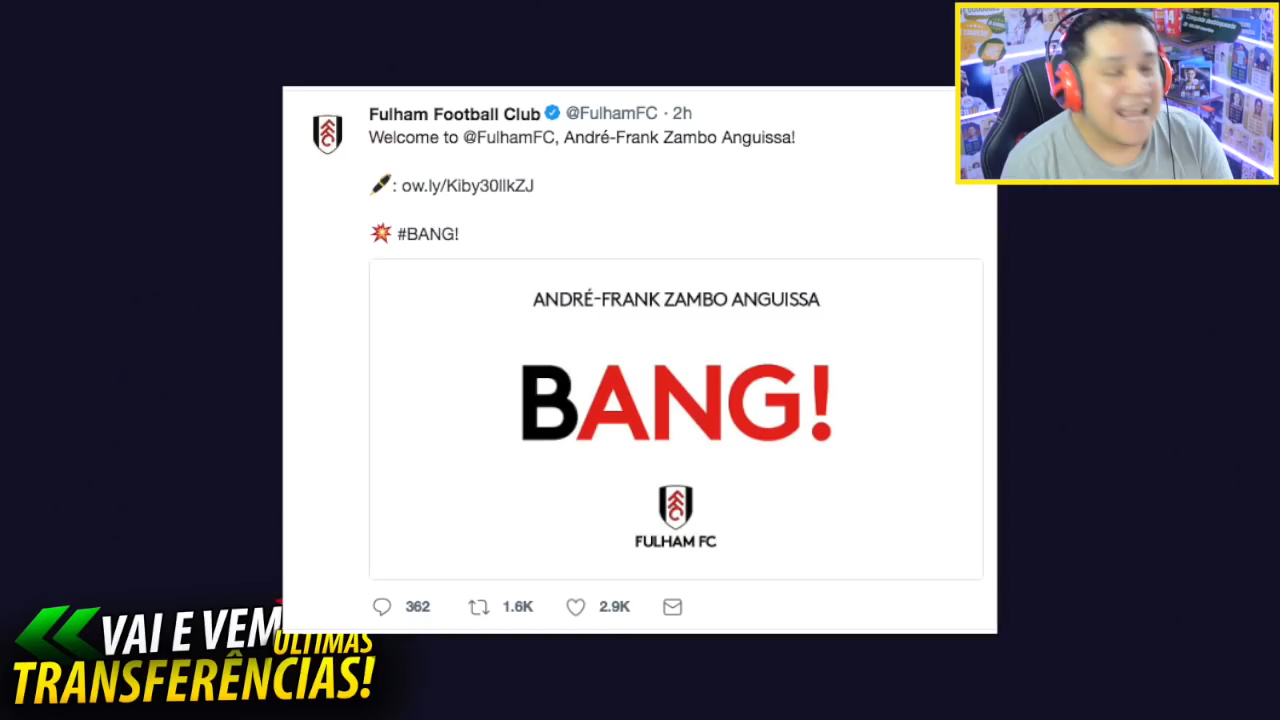 Fulham Football Club @FulhamFC · 2h
Welcome to @FulhamFC, André-Frank Zambo Anguissa!
: ow.ly/Kiby30llkZJ
#BANG!
ANDRÉ-FRANK ZAMBO ANGUISSA
BANG!
FULHAM FC
362 1.6K 2.9K
VAI E VEM
ÚLTIMAS
TRANSFERÊNCIAS!